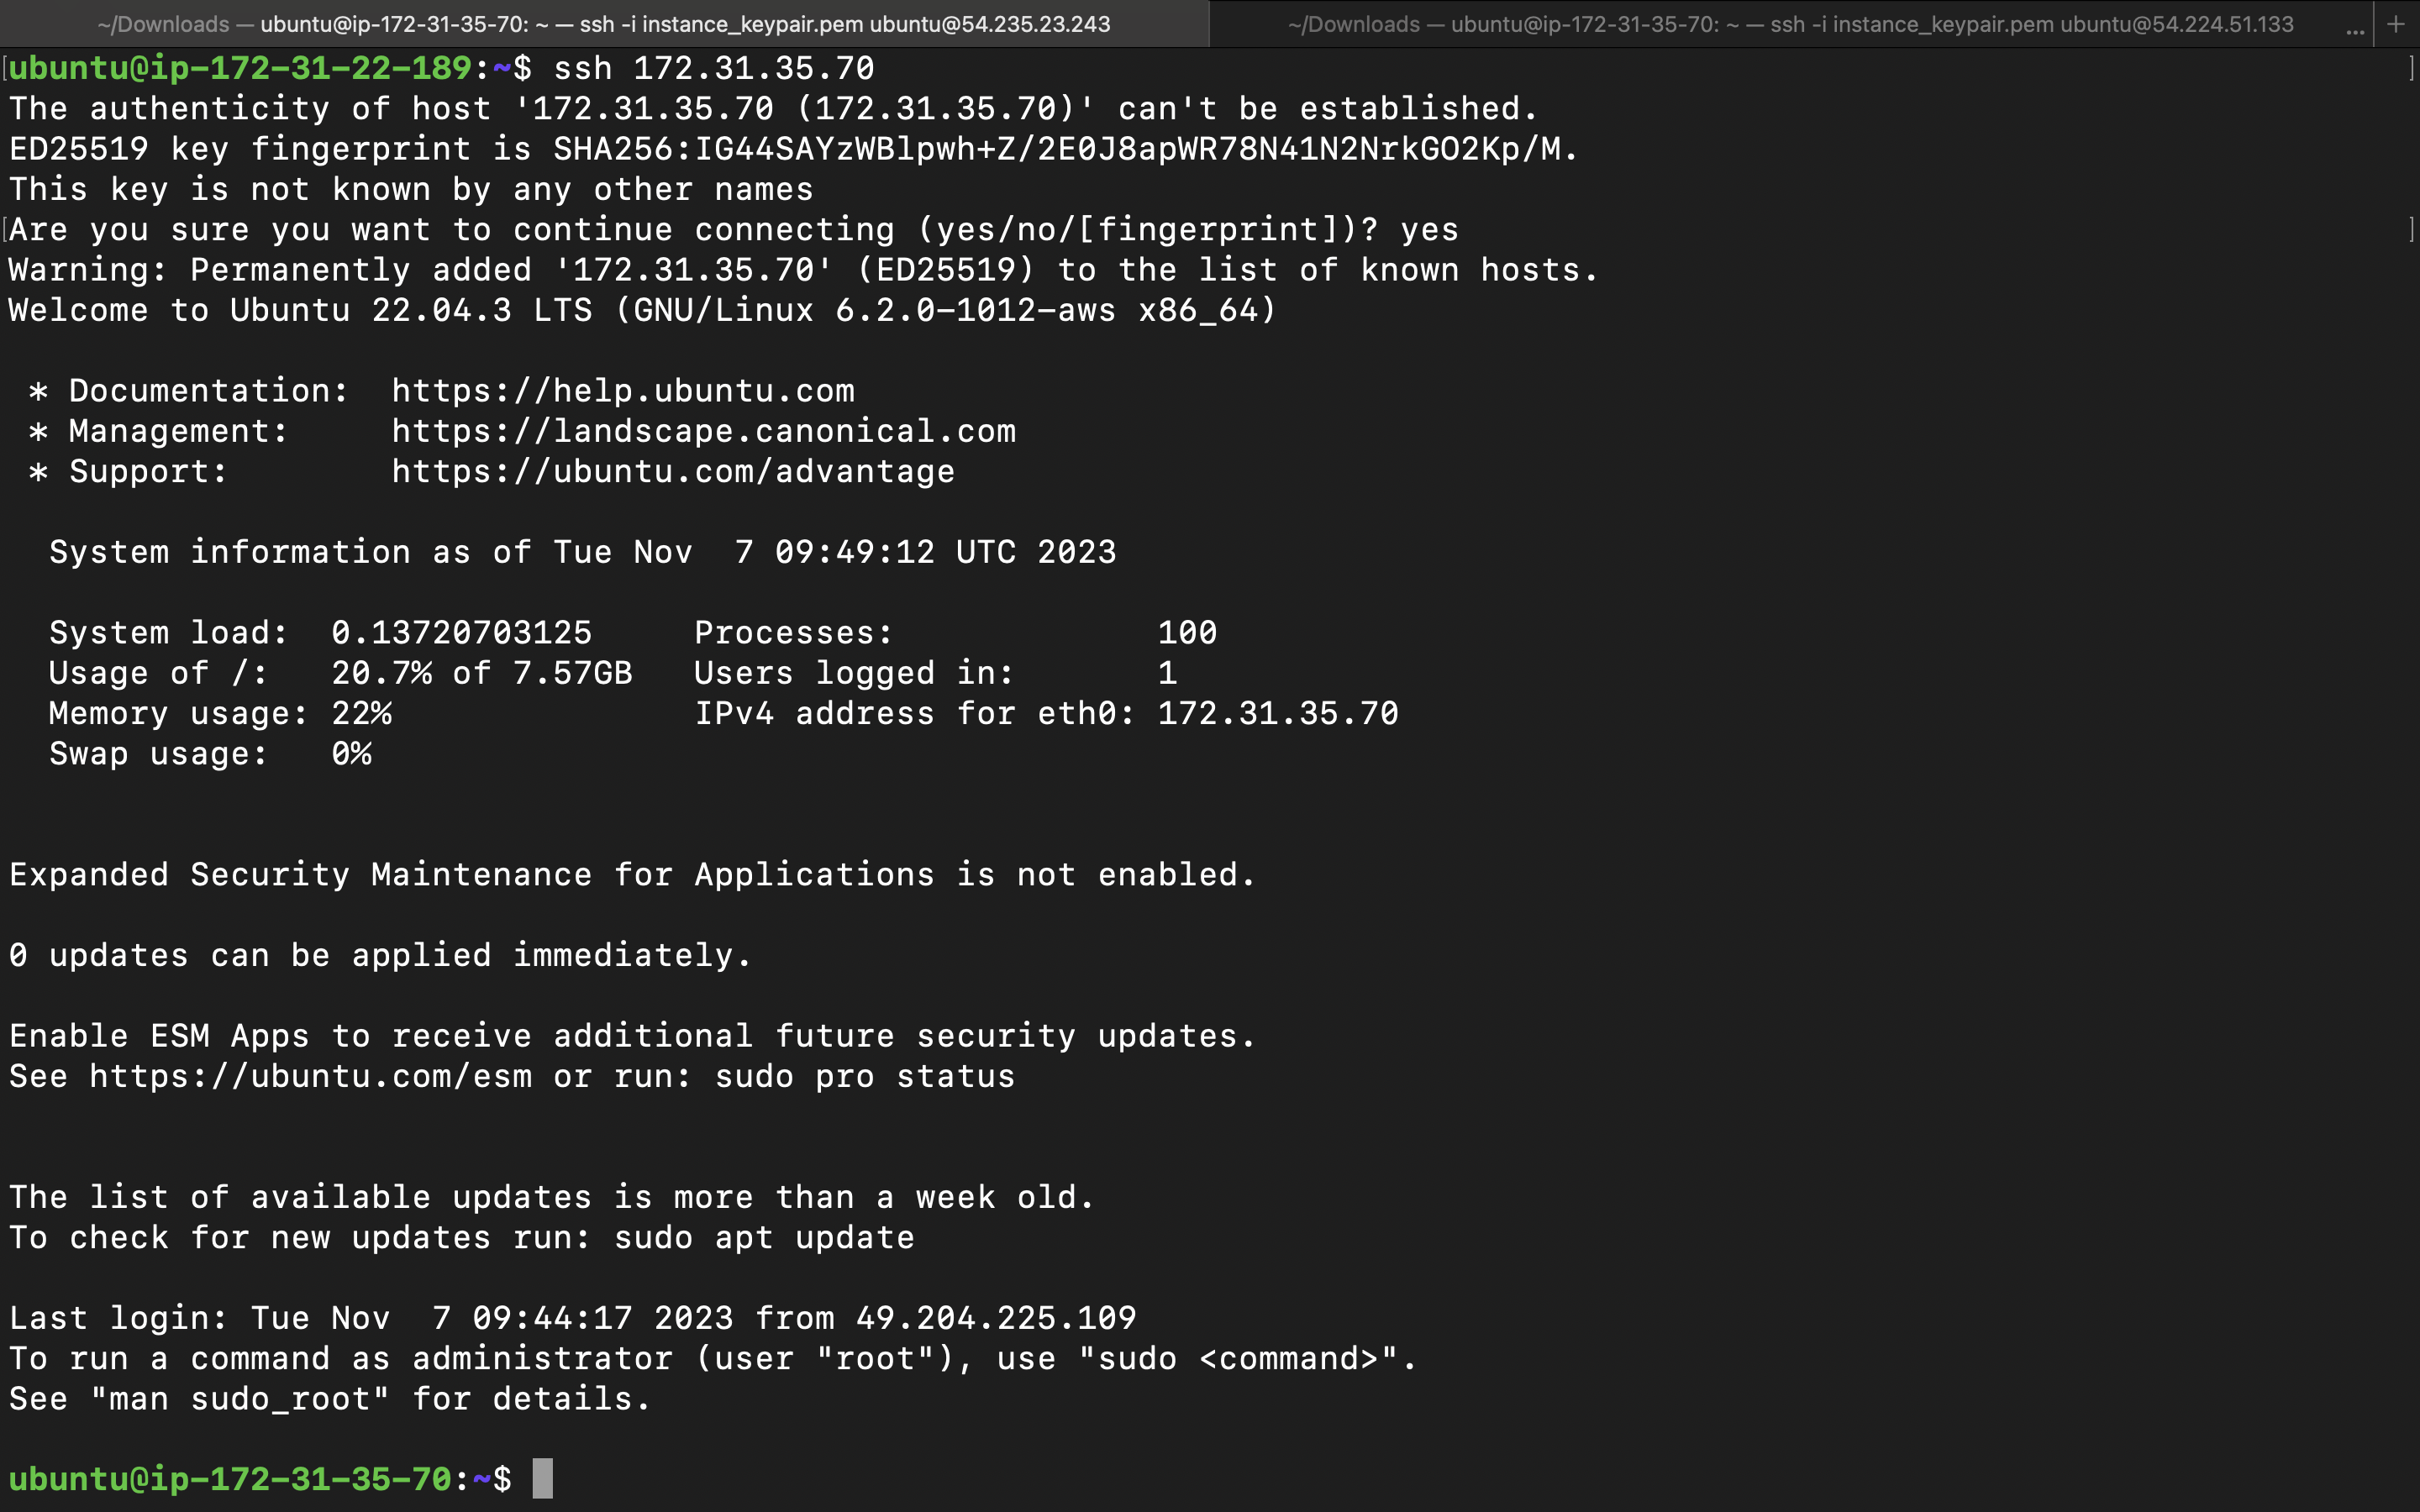 ~/Downloads — ubuntu@ip-172-31-35-70: ~ — ssh -i instance_keypair.pem ubuntu@54.235.23.243
~/Downloads — ubuntu@ip-172-31-35-70: ~ — ssh -i instance_keypair.pem ubuntu@54.224.51.133 ... +
ubuntu@ip-172-31-22-189:~$ ssh 172.31.35.70
The authenticity of host '172.31.35.70 (172.31.35.70)' can't be established.
ED25519 key fingerprint is SHA256:IG44SAYzWBlpwh+Z/2E0J8apWR78N41N2NrkGO2Kp/M.
This key is not known by any other names
Are you sure you want to continue connecting (yes/no/[fingerprint])? yes
Warning: Permanently added '172.31.35.70' (ED25519) to the list of known hosts.
Welcome to Ubuntu 22.04.3 LTS (GNU/Linux 6.2.0-1012-aws x86_64)
* Documentation:  https://help.ubuntu.com
* Management:     https://landscape.canonical.com
* Support:        https://ubuntu.com/advantage
System information as of Tue Nov  7 09:49:12 UTC 2023
System load:  0.13720703125     Processes:             100
Usage of /:   20.7% of 7.57GB   Users logged in:       1
Memory usage: 22%               IPv4 address for eth0: 172.31.35.70
Swap usage:   0%
Expanded Security Maintenance for Applications is not enabled.
0 updates can be applied immediately.
Enable ESM Apps to receive additional future security updates.
See https://ubuntu.com/esm or run: sudo pro status
The list of available updates is more than a week old.
To check for new updates run: sudo apt update
Last login: Tue Nov  7 09:44:17 2023 from 49.204.225.109
To run a command as administrator (user "root"), use "sudo <command>".
See "man sudo_root" for details.
ubuntu@ip-172-31-35-70:~$